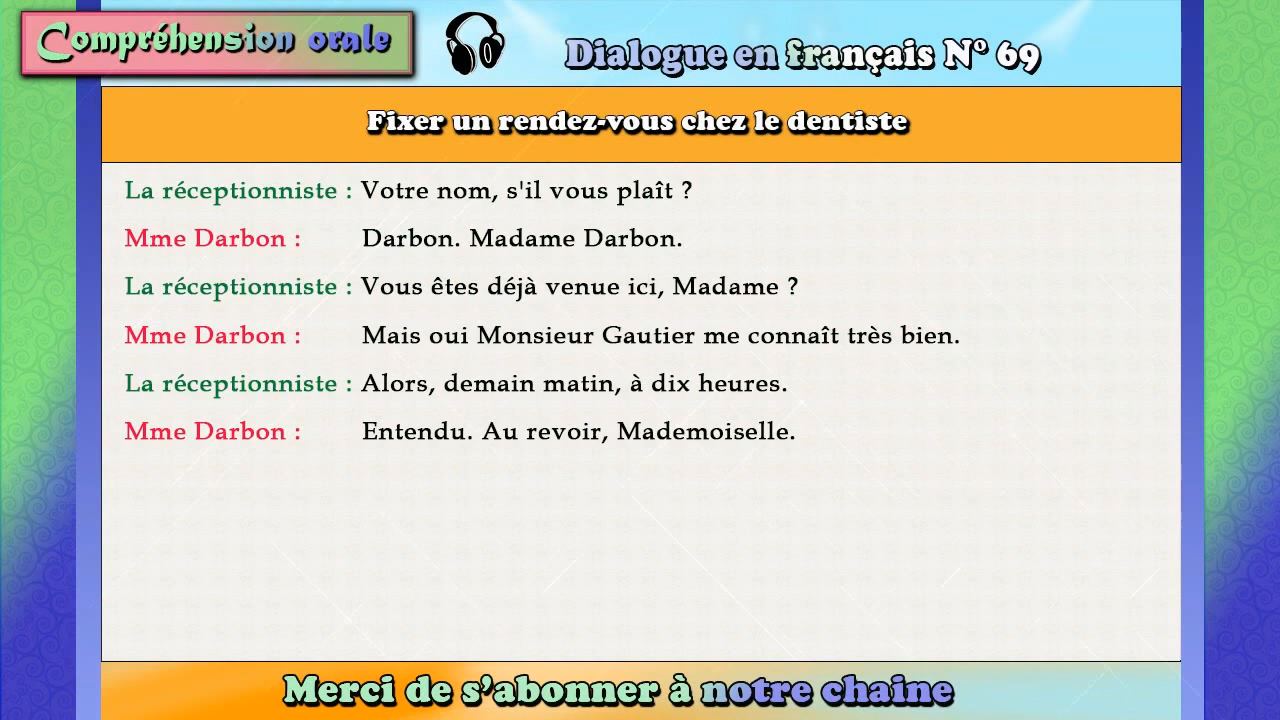 Compréhension orale
Dialogue en français N° 69
Fixer un rendez-vous chez le dentiste
La réceptionniste : Votre nom, s'il vous plaît ?
Mme Darbon : Darbon. Madame Darbon.
La réceptionniste : Vous êtes déjà venue ici, Madame ?
Mme Darbon : Mais oui Monsieur Gautier me connaît très bien.
La réceptionniste : Alors, demain matin, à dix heures.
Mme Darbon : Entendu. Au revoir, Mademoiselle.
Merci de s’abonner à notre chaine